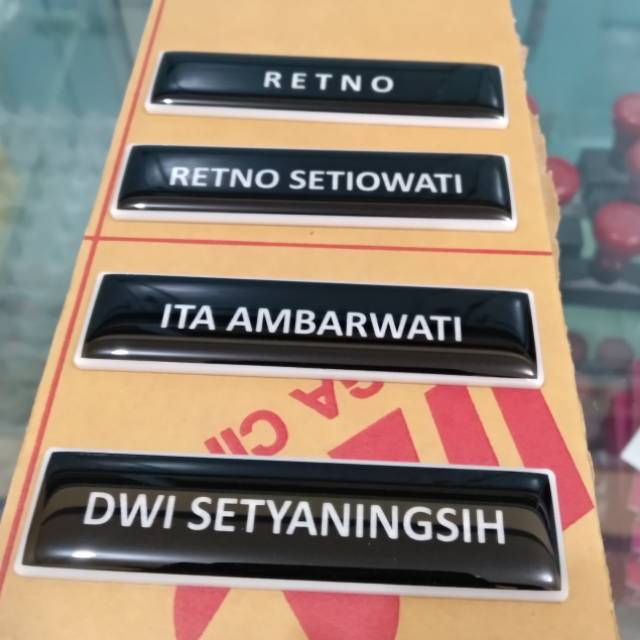 RETNO
RETNO SETIOWATI
ITA AMBARWATI
DWI SETYANINGSIH